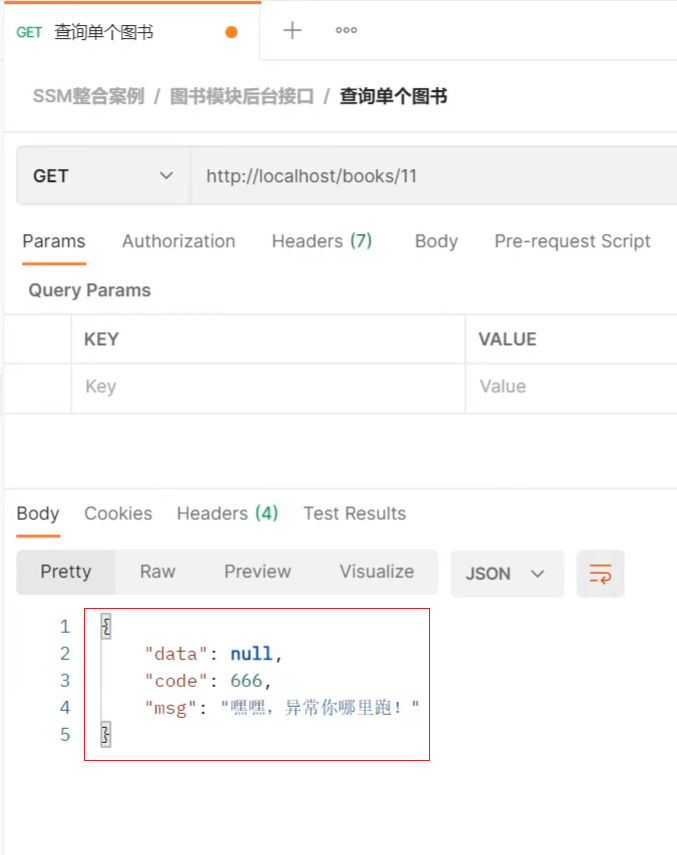 GET 查询单个图书
SSM整合案例 / 图书模块后台接口 / 查询单个图书
GET http://localhost/books/11
Params Authorization Headers (7) Body Pre-request Script
Query Params
KEY VALUE
Key Value
Body Cookies Headers (4) Test Results
Pretty Raw Preview Visualize JSON
1 {
2 "data": null,
3 "code": 666,
4 "msg": "嘿嘿，异常你哪里跑！"
5 }